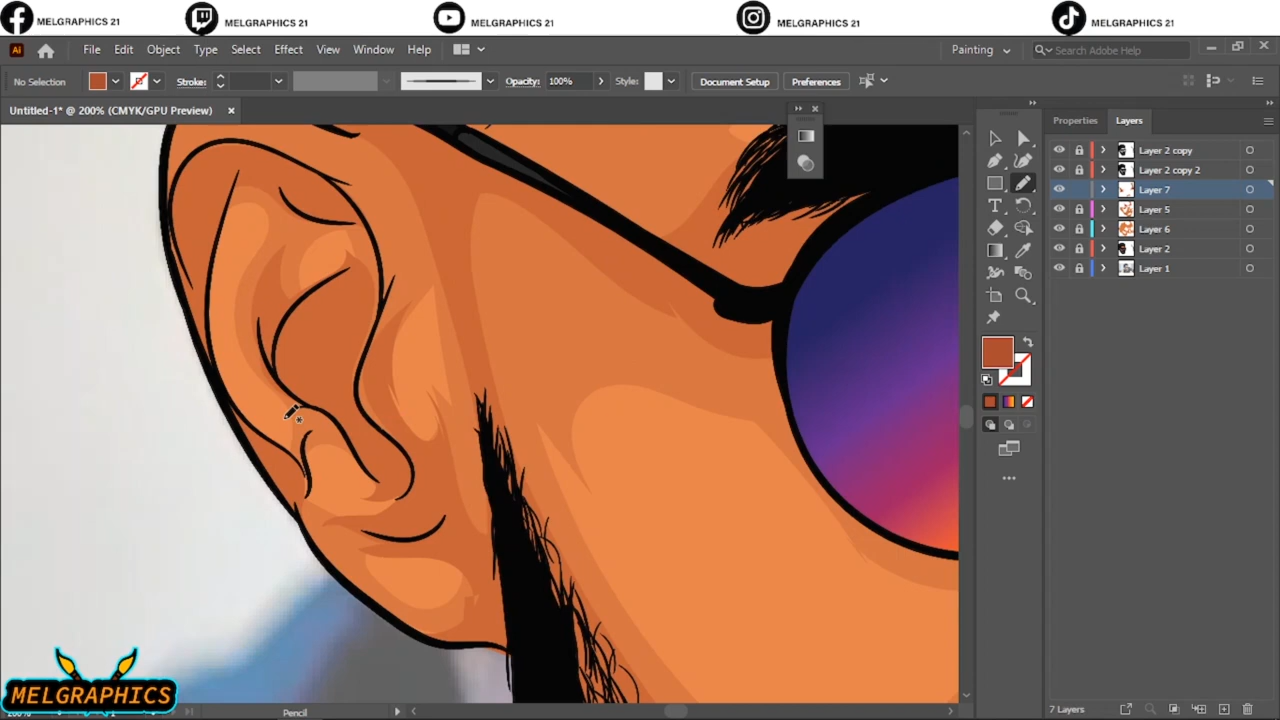 MELGRAPHICS 21 MELGRAPHICS 21 MELGRAPHICS 21 MELGRAPHICS 21 MELGRAPHICS 21
Ai File Edit Object Type Select Effect View Window Help Painting Search Adobe Help
No Selection Stroke: Opacity: 100% Style: Document Setup Preferences
Untitled-1* @ 200% (CMYK/GPU Preview)
Properties Layers
Layer 2 copy
Layer 2 copy 2
Layer 7
Layer 5
Layer 6
Layer 2
Layer 1
MELGRAPHICS
Pencil
7 Layers